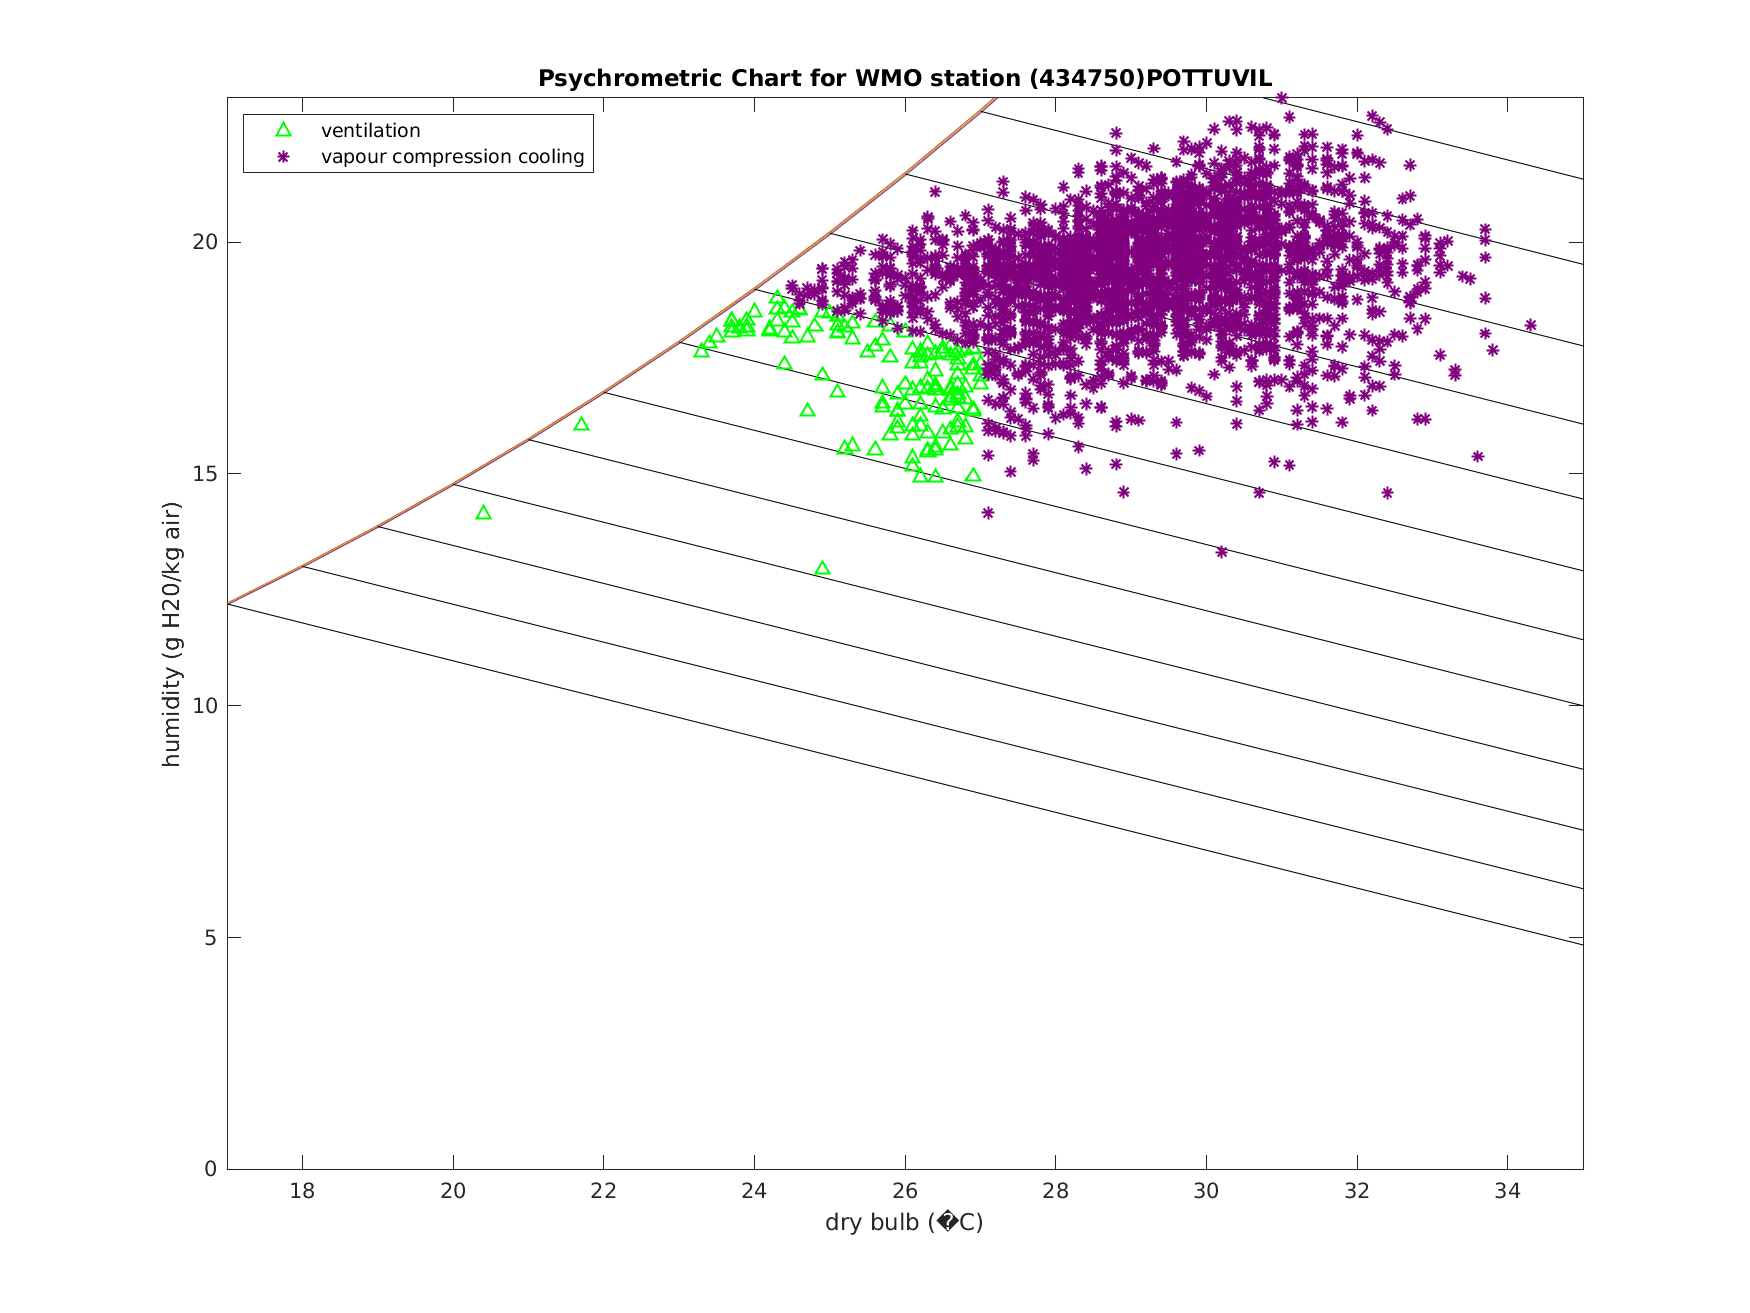 Psychrometric Chart for WMO station (434750)POTTUVIL
ventilation
vapour compression cooling
humidity (g H20/kg air)
20
15
10
5
0
18 20 22 24 26 28 30 32 34
dry bulb (�C)